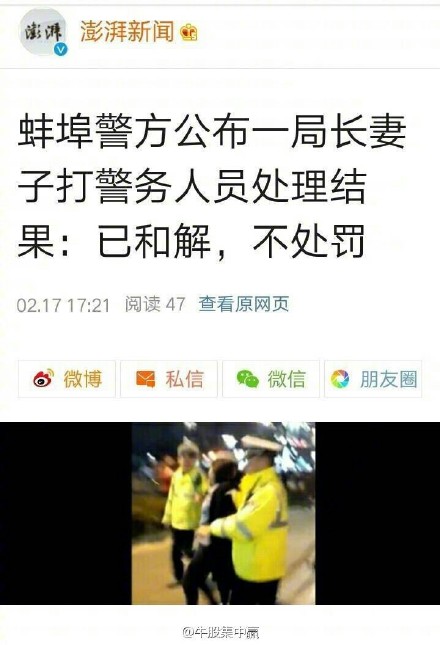 澎湃
澎湃新闻
蚌埠警方公布一局长妻
子打警务人员处理结
果：已和解，不处罚
02.17 17:21 阅读 47 查看原网页
微博 私信 微信 朋友圈
@牛股集中赢